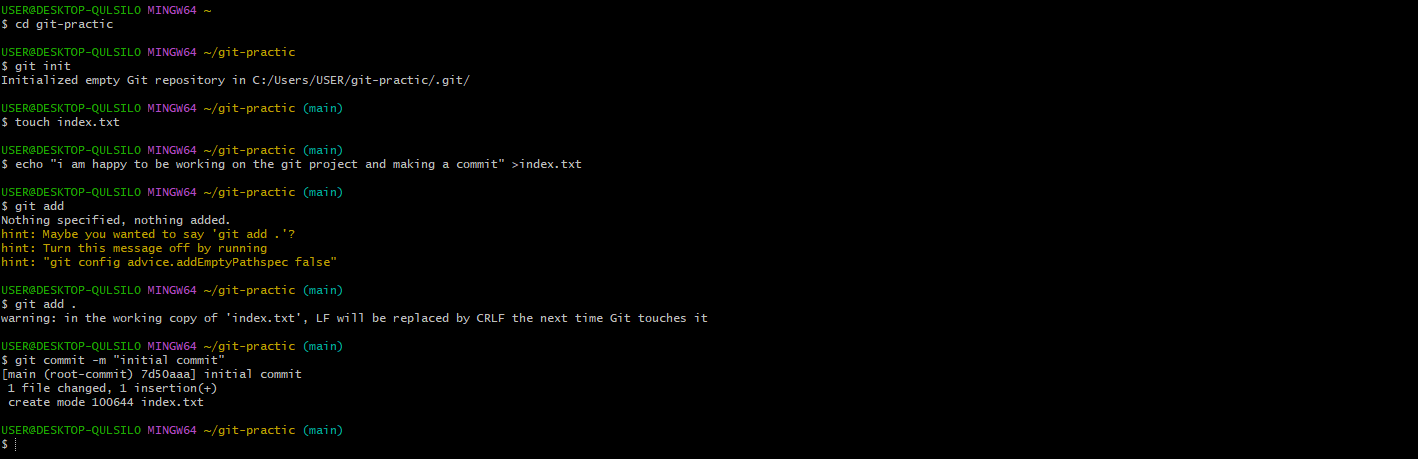 USER@DESKTOP-QULSILO MINGW64 ~
$ cd git-practic
USER@DESKTOP-QULSILO MINGW64 ~/git-practic
$ git init
Initialized empty Git repository in C:/Users/USER/git-practic/.git/
USER@DESKTOP-QULSILO MINGW64 ~/git-practic (main)
$ touch index.txt
USER@DESKTOP-QULSILO MINGW64 ~/git-practic (main)
$ echo "i am happy to be working on the git project and making a commit" >index.txt
USER@DESKTOP-QULSILO MINGW64 ~/git-practic (main)
$ git add
Nothing specified, nothing added.
hint: Maybe you wanted to say 'git add .'?
hint: Turn this message off by running
hint: "git config advice.addEmptyPathspec false"
USER@DESKTOP-QULSILO MINGW64 ~/git-practic (main)
$ git add .
warning: in the working copy of 'index.txt', LF will be replaced by CRLF the next time Git touches it
USER@DESKTOP-QULSILO MINGW64 ~/git-practic (main)
$ git commit -m "initial commit"
[main (root-commit) 7d50aaa] initial commit
 1 file changed, 1 insertion(+)
 create mode 100644 index.txt
USER@DESKTOP-QULSILO MINGW64 ~/git-practic (main)
$